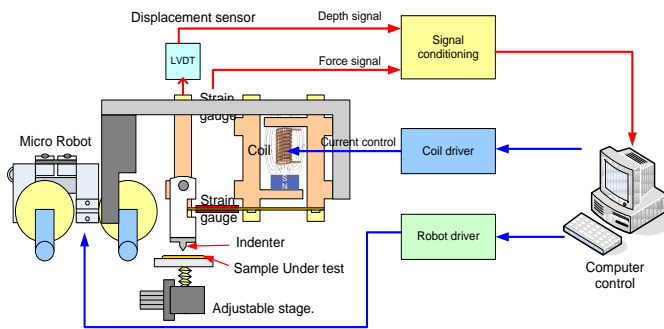 Displacement sensor
Depth signal
LVDT
Signal
conditioning
Force signal
Strain
gauge
Micro Robot
Coil
Current control
Coil driver
S
N
Strain
gauge
Indenter
Robot driver
Sample Under test
Computer
control
Adjustable stage.